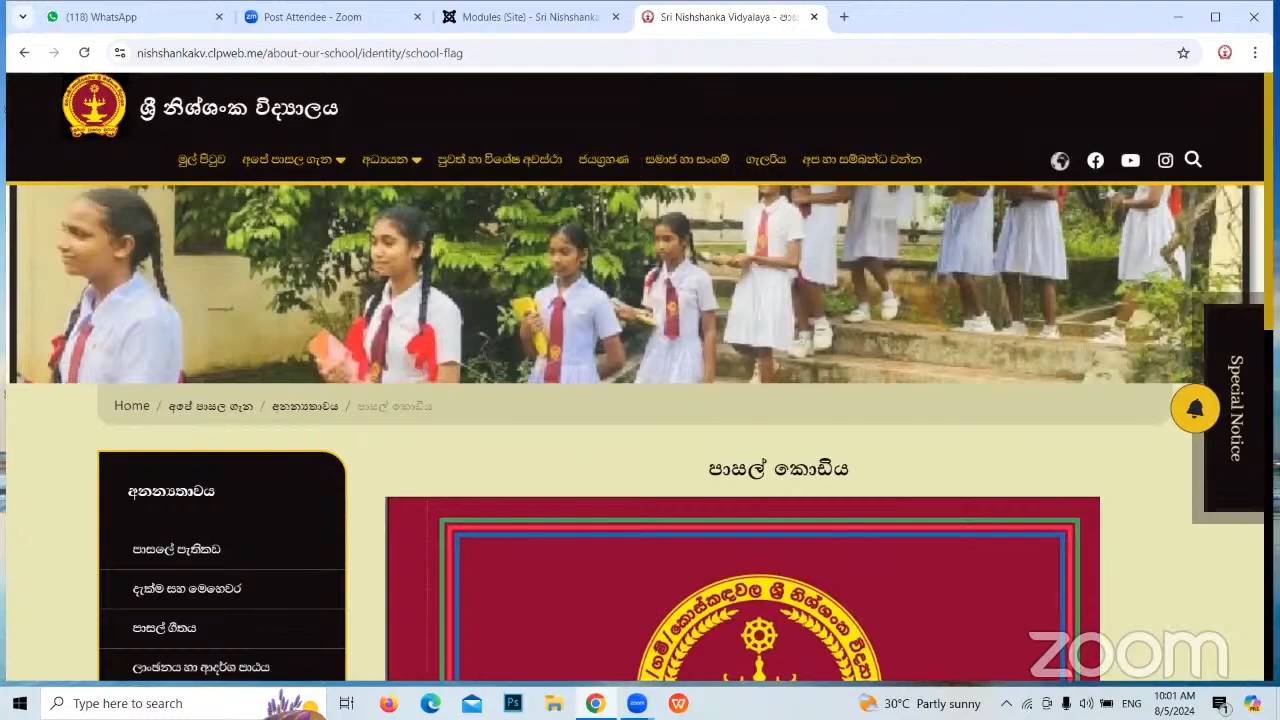 (118) WhatsApp
Post Attendee - Zoom
Modules (Site) - Sri Nishshanka
Sri Nishshanka Vidyalaya - පාස
nishshankakv.clpweb.me/about-our-school/identity/school-flag
ශ්‍රී නිශ්ශංක විද්‍යාලය
මුල් පිටුව
අපේ පාසල ගැන
අධ්‍යයන
පුවත් හා විශේෂ අවස්ථා
ජයග්‍රහණ
සමාජ හා සංගම්
ගැලරිය
අප හා සම්බන්ධ වන්න
Special Notice
Home / අපේ පාසල ගැන / අනන්‍යතාවය / පාසල් කොඩිය
පාසල් කොඩිය
අනන්‍යතාවය
පාසලේ පැතිකඩ
දැක්ම සහ මෙහෙවර
පාසල් ගීතය
ලාංඡනය හා ආදර්ශ පාඨය
කොස්කඳවල ශ්‍රී නිශ්ශංක
zoom
Type here to search
30°C Partly sunny
ENG
10:01 AM
8/5/2024